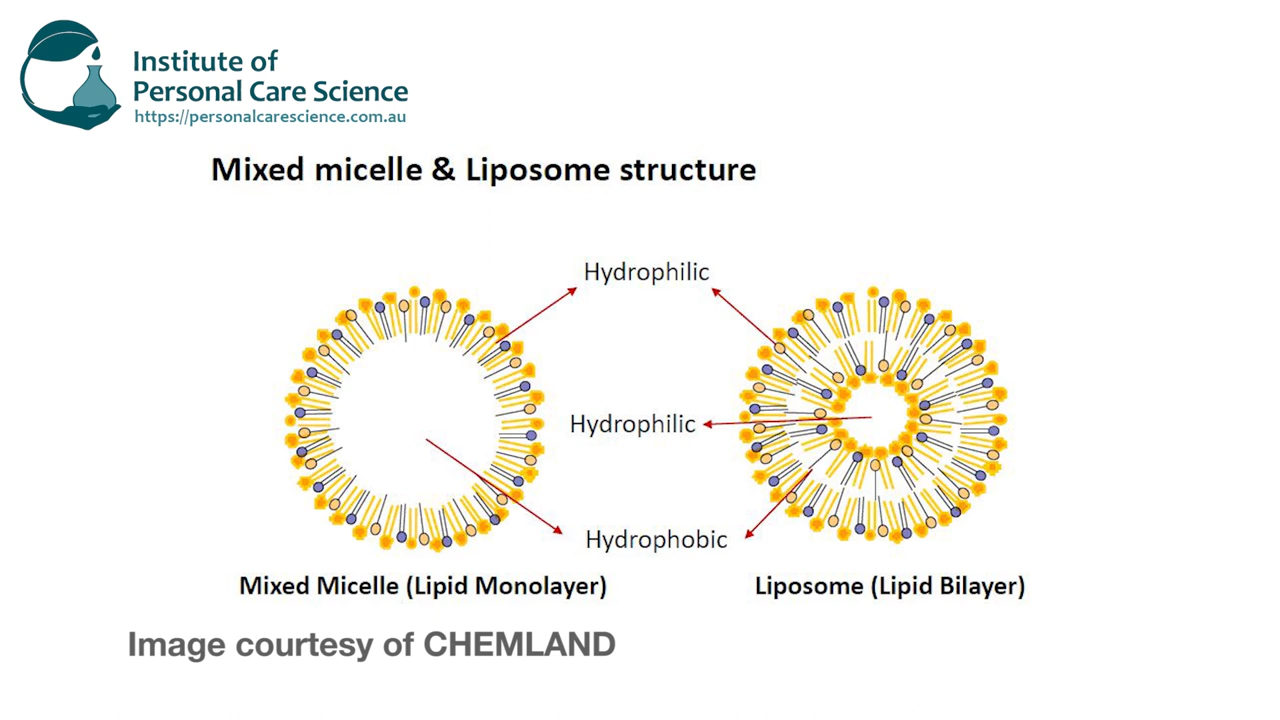 Institute of
Personal Care Science
https://personalcarescience.com.au
Mixed micelle & Liposome structure
Hydrophilic
Hydrophilic
Hydrophobic
Mixed Micelle (Lipid Monolayer)
Liposome (Lipid Bilayer)
Image courtesy of CHEMLAND